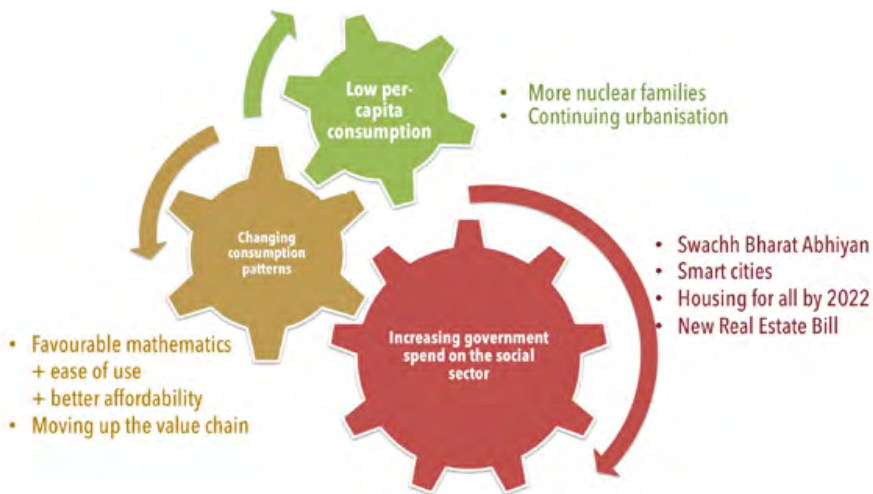 Low per-
capita
consumption
• More nuclear families
• Continuing urbanisation
Changing
consumption
patterns
• Favourable mathematics
+ ease of use
+ better affordability
• Moving up the value chain
Increasing government
spend on the social
sector
• Swachh Bharat Abhiyan
• Smart cities
• Housing for all by 2022
• New Real Estate Bill